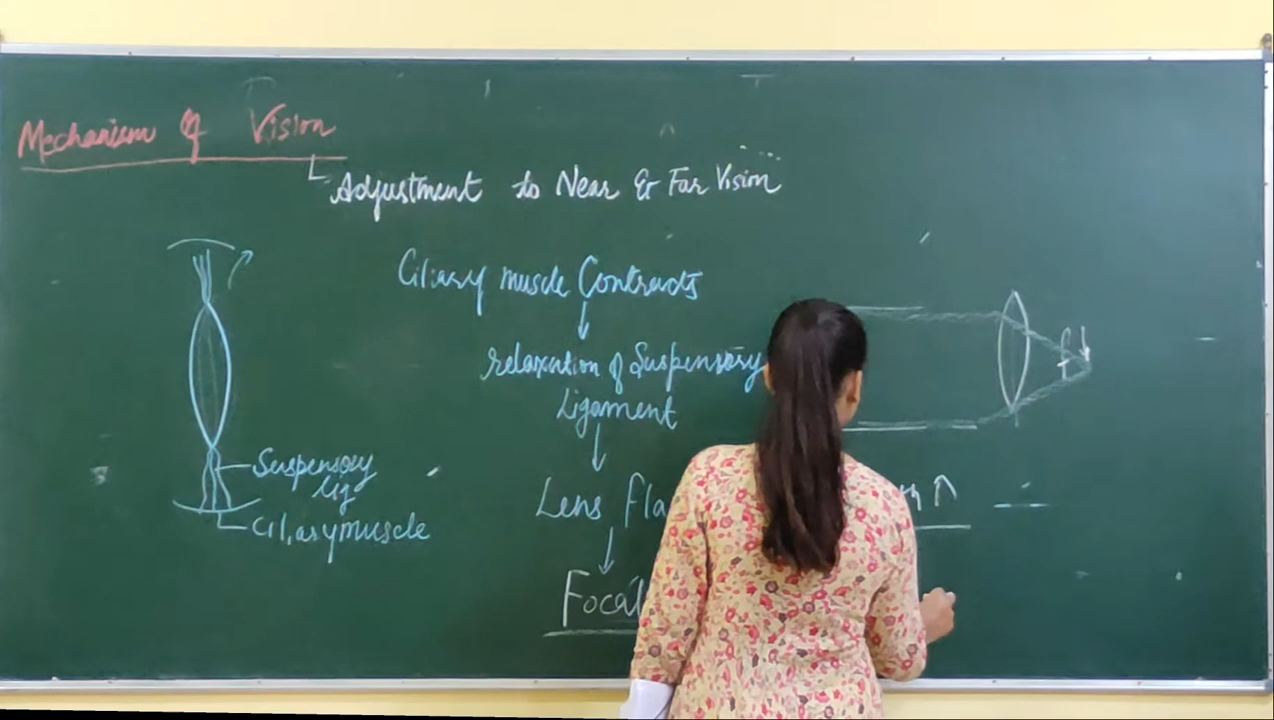 Mechanism of Vision
Adjustment to Near & Far Vision
Ciliary muscle Contracts
relaxation of Suspensory
Ligament
Lens
Focal
Suspensory
lig
Ciliary muscle